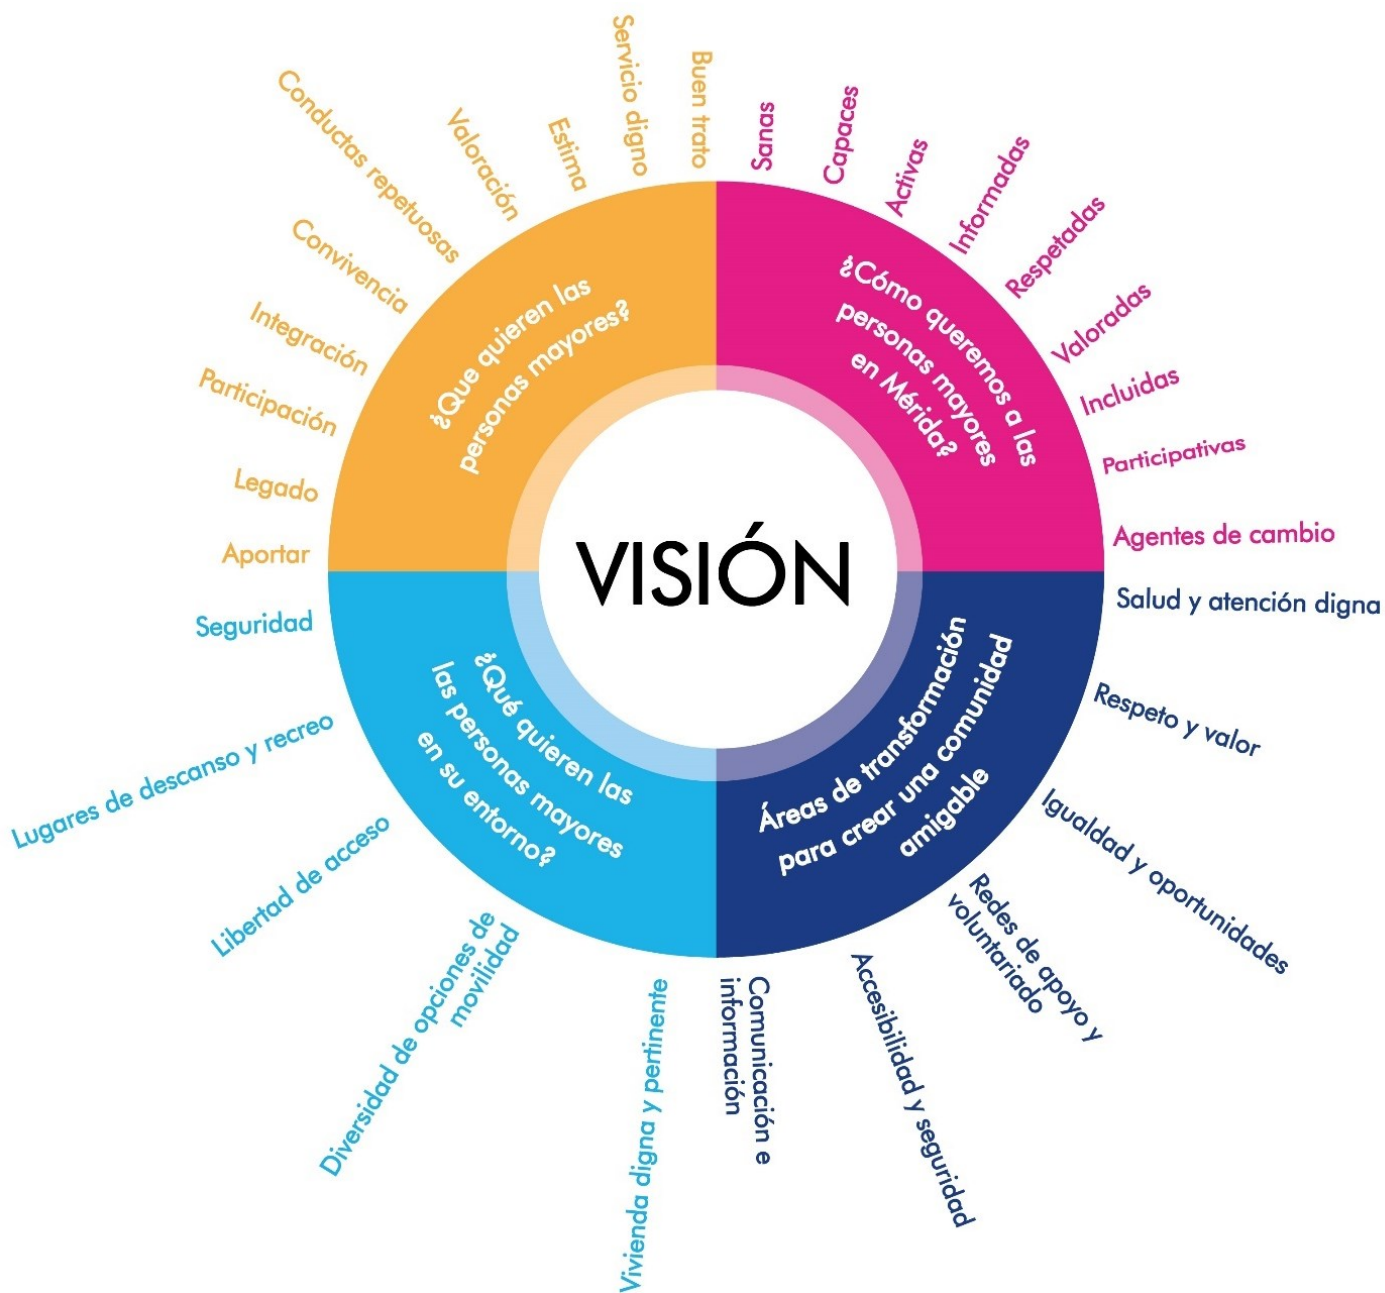 VISIÓN
¿Que quieren las
personas mayores?
Buen trato
Servicio digno
Estima
Valoración
Conductas repetuosas
Convivencia
Integración
Participación
Legado
Aportar
¿Cómo queremos a las
personas mayores
en Mérida?
Sanas
Capaces
Activas
Informadas
Respetadas
Valoradas
Incluidas
Participativas
Agentes de cambio
Áreas de transformación
para crear una comunidad
amigable
Salud y atención digna
Respeto y valor
Igualdad y oportunidades
Redes de apoyo y
voluntariado
Accesibilidad y seguridad
Comunicación e
información
¿Qué quieren las
las personas mayores
en su entorno?
Seguridad
Lugares de descanso y recreo
Libertad de acceso
Diversidad de opciones de
movilidad
Vivienda digna y pertinente